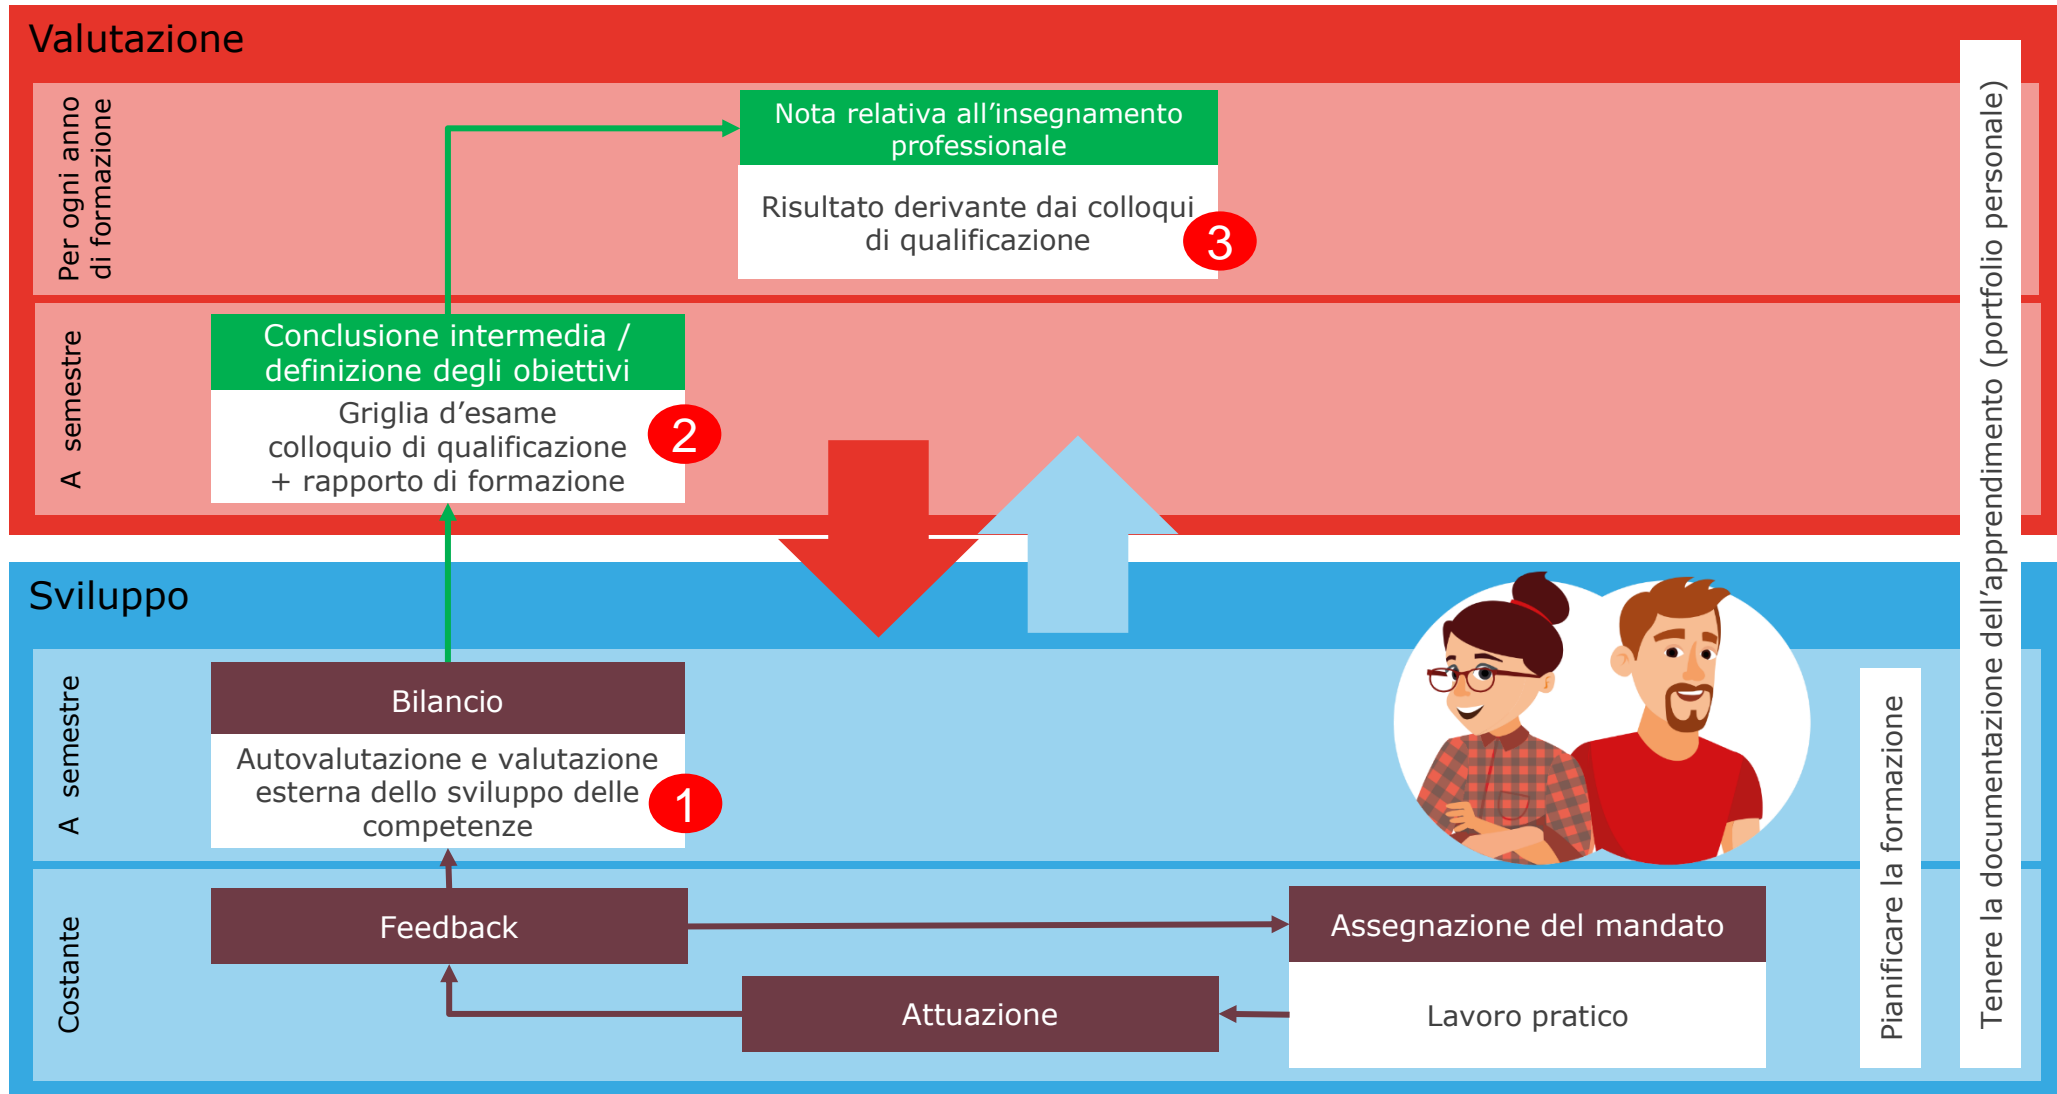 Valutazione
Per ogni anno
di formazione
Nota relativa all’insegnamento
professionale
Risultato derivante dai colloqui
di qualificazione
3
A semestre
Conclusione intermedia /
definizione degli obiettivi
Griglia d’esame
colloquio di qualificazione
+ rapporto di formazione
2
Sviluppo
A semestre
Bilancio
Autovalutazione e valutazione
esterna dello sviluppo delle
competenze
1
Costante
Feedback
Assegnazione del mandato
Attuazione
Lavoro pratico
Pianificare la formazione
Tenere la documentazione dell’apprendimento (portfolio personale)